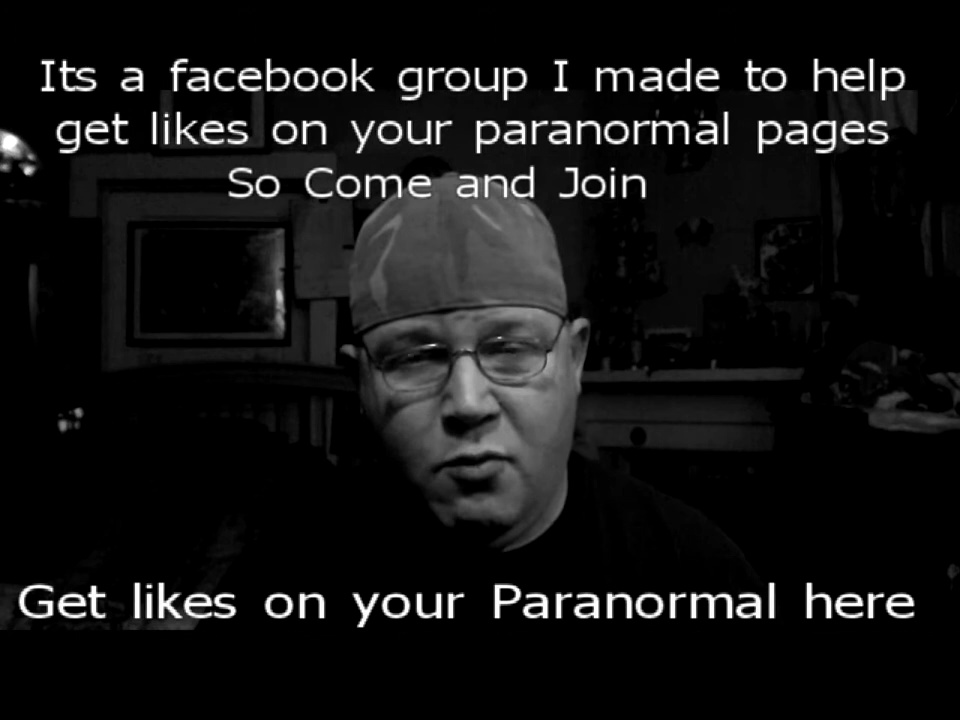 Its a facebook group I made to help
get likes on your paranormal pages
So Come and Join
Get likes on your Paranormal here